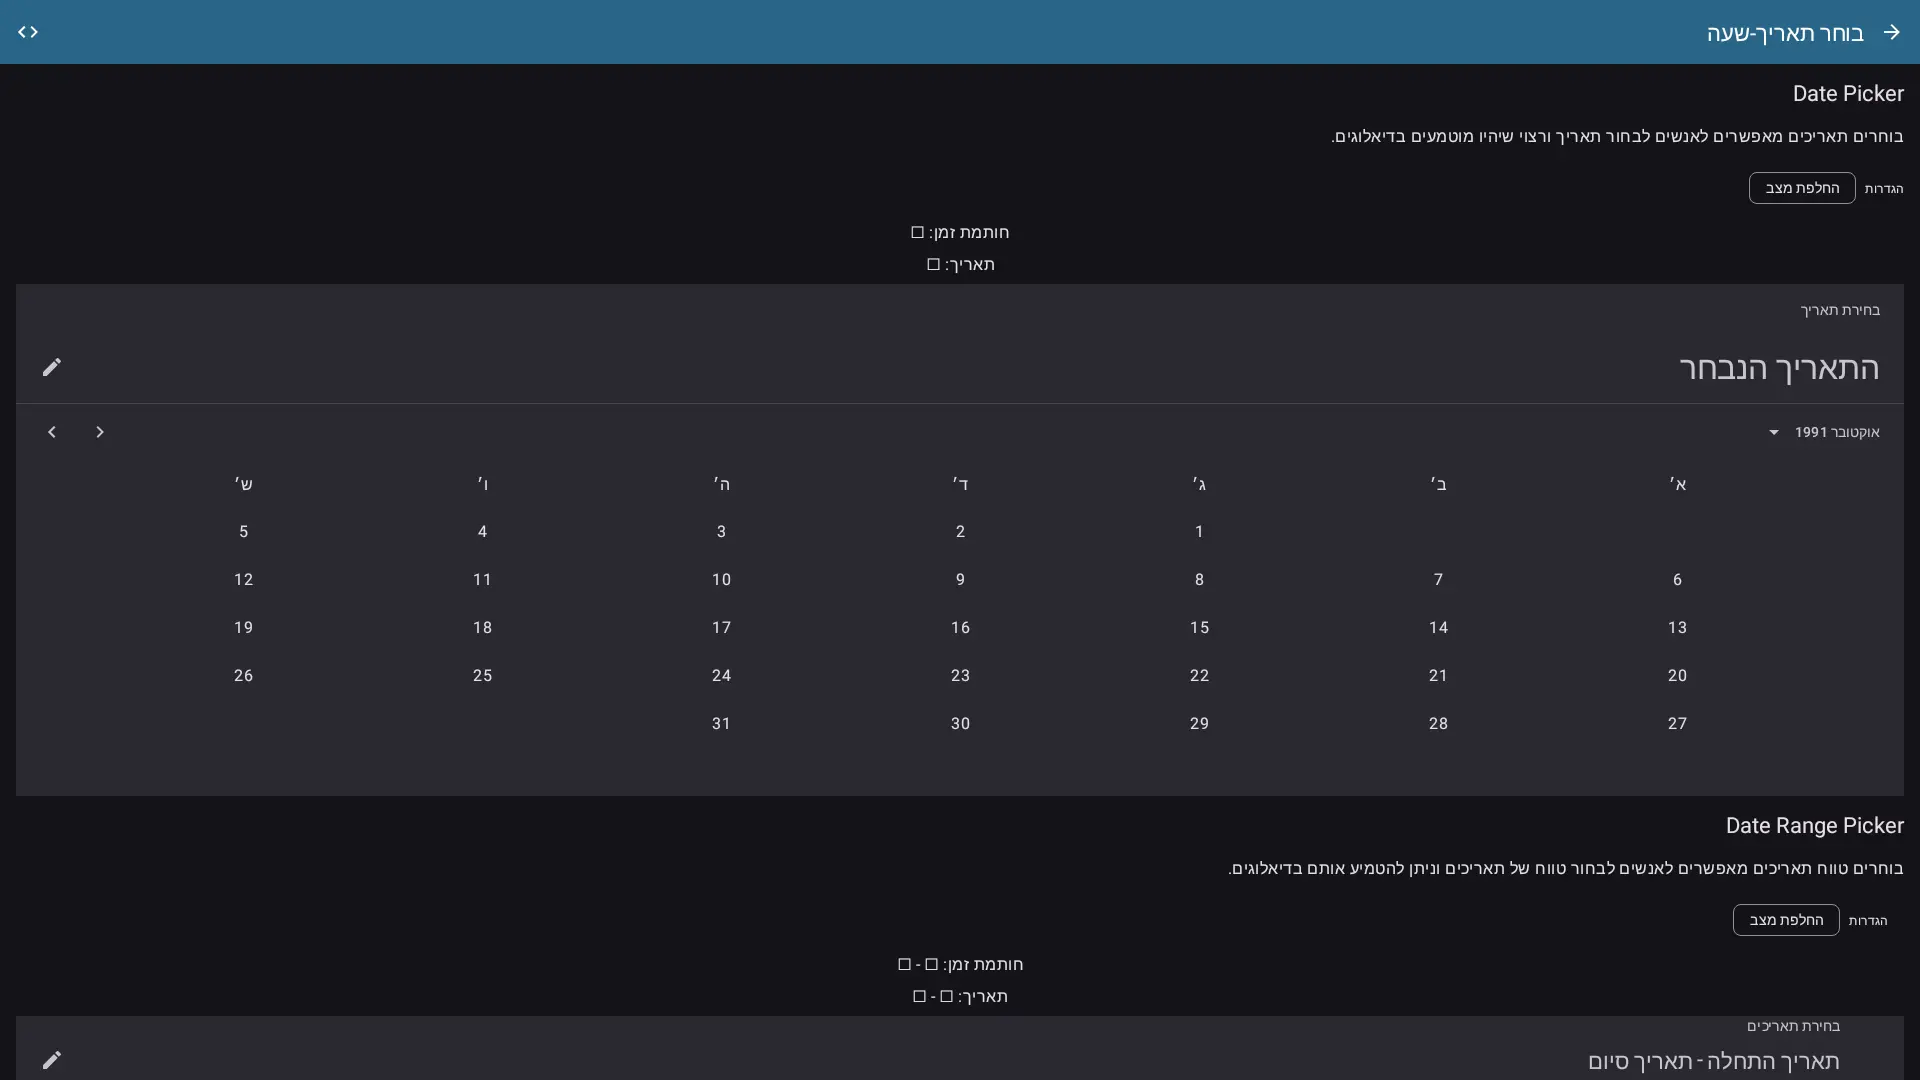 בוחר תאריך-שעה
Date Picker
בוחרים תאריכים מאפשרים לאנשים לבחור תאריך ורצוי שיהיו מוטמעים בדיאלוגים.
הגדרות החלפת מצב
חותמת זמן: □
תאריך: □
בחירת תאריך
התאריך הנבחר
אוקטובר 1991
א׳ ב׳ ג׳ ד׳ ה׳ ו׳ ש׳
1 2 3 4 5
6 7 8 9 10 11 12
13 14 15 16 17 18 19
20 21 22 23 24 25 26
27 28 29 30 31
Date Range Picker
בוחרים טווח תאריכים מאפשרים לאנשים לבחור טווח של תאריכים וניתן להטמיע אותם בדיאלוגים.
הגדרות החלפת מצב
חותמת זמן: □ - □
תאריך: □ - □
בחירת תאריכים
תאריך התחלה - תאריך סיום